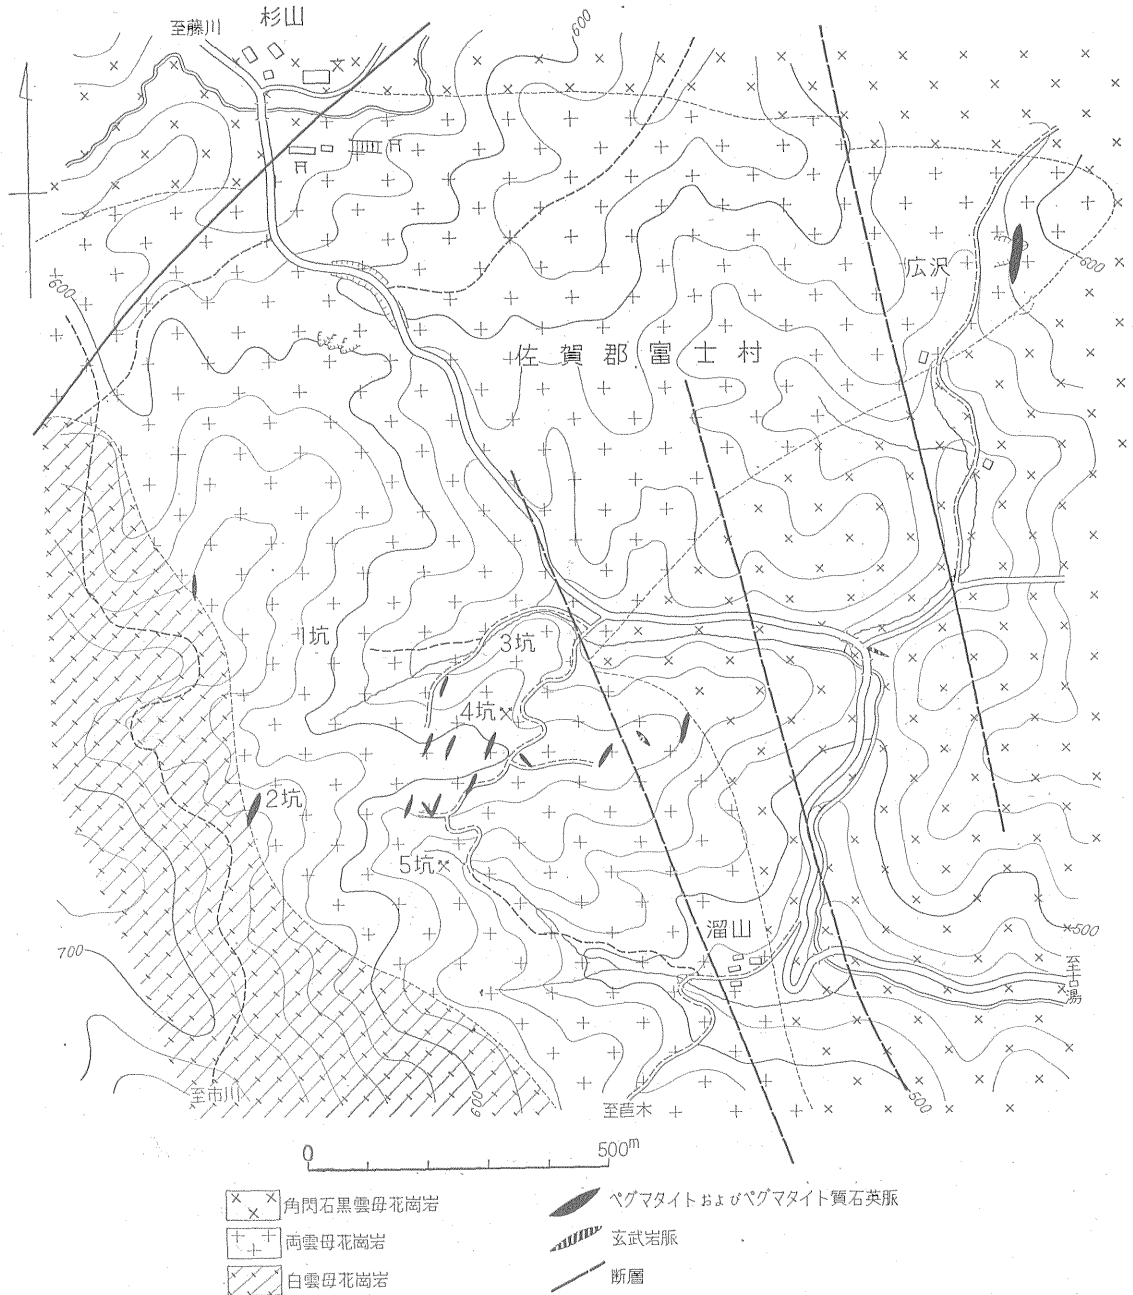 至藤川
杉山
600
600
広沢
600
佐賀郡富士村
1坑
3坑
4坑
2坑
5坑
溜山
700
500
至古湯
至市川
600
至苣木
500
0
500m
角閃石黒雲母花崗岩
両雲母花崗岩
白雲母花崗岩
ペグマタイトおよびペグマタイト質石英脈
玄武岩脈
断層